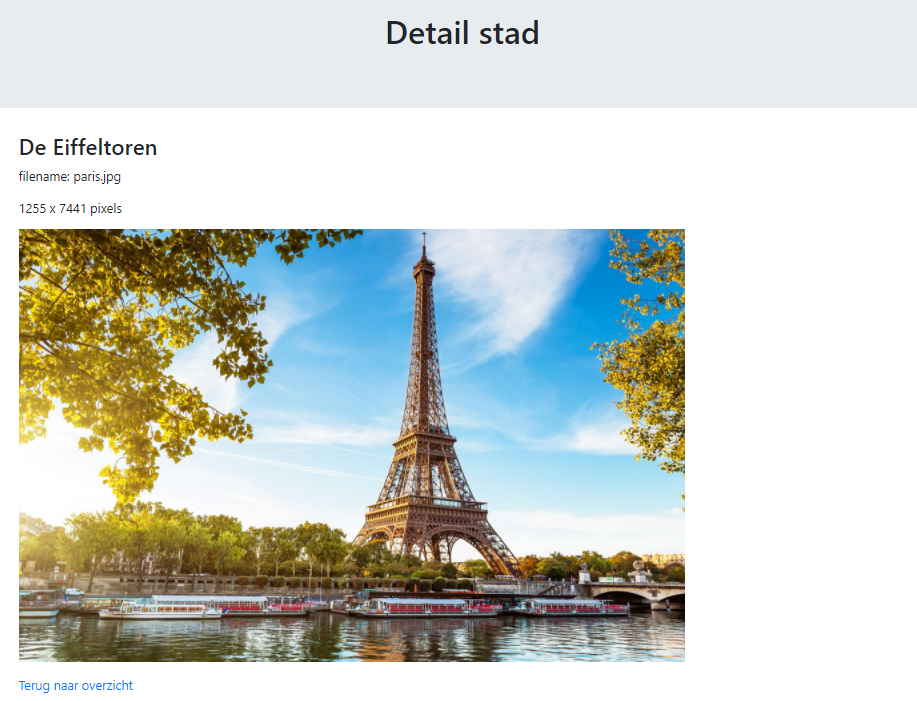 Detail stad
De Eiffeltoren
filename: paris.jpg
1255 x 7441 pixels
Terug naar overzicht